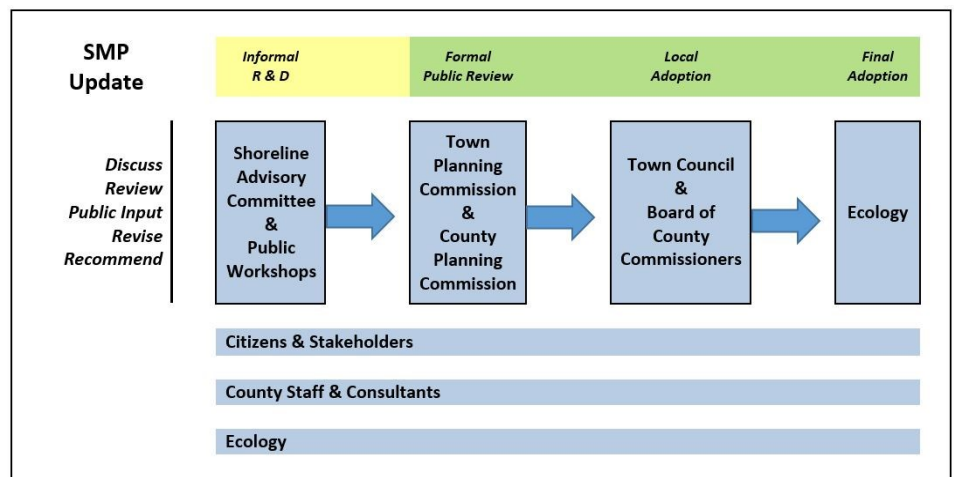 SMP
Update
Informal
R & D
Formal
Public Review
Local
Adoption
Final
Adoption
Discuss
Review
Public Input
Revise
Recommend
Shoreline
Advisory
Committee
&
Public
Workshops
Town
Planning
Commission
&
County
Planning
Commission
Town Council
&
Board of
County
Commissioners
Ecology
Citizens & Stakeholders
County Staff & Consultants
Ecology